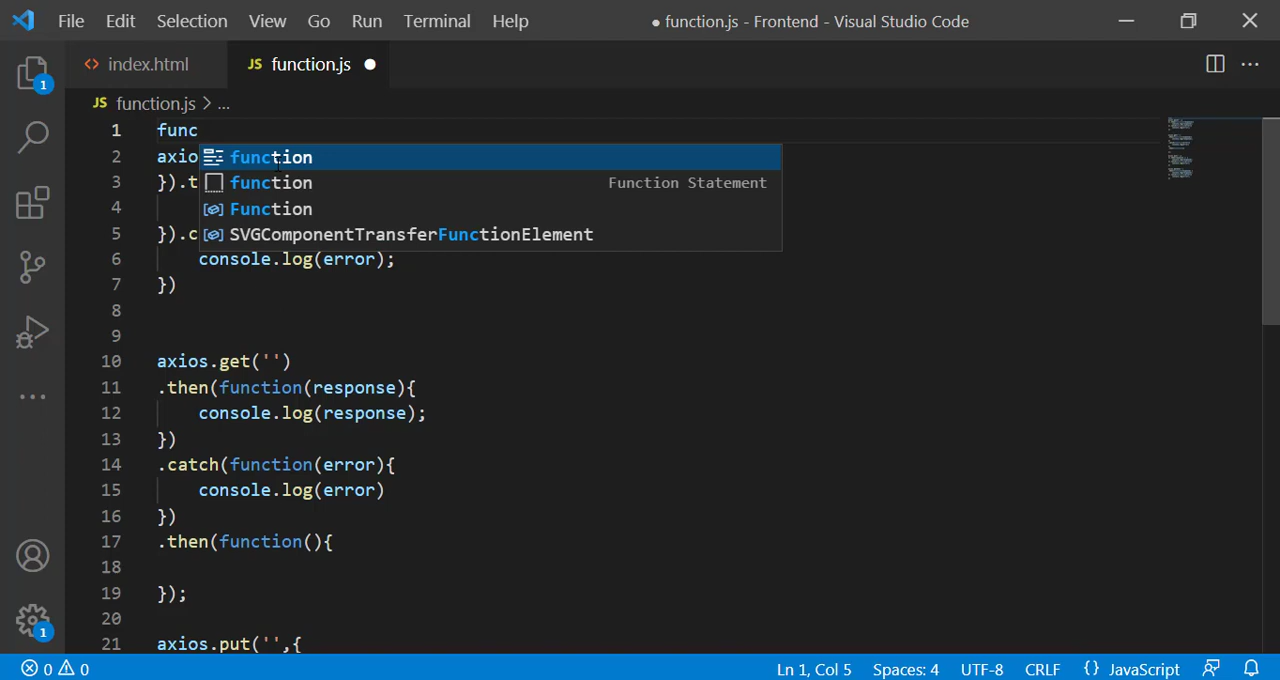 File Edit Selection View Go Run Terminal Help ● function.js - Frontend - Visual Studio Code
1
<> index.html JS function.js ●
JS function.js > ...
1 func
function
2 axio
function Function Statement
3 }).t
Function
4
SVGComponentTransferFunctionElement
5 }).c
6 console.log(error);
7 })
8
9
10 axios.get('')
11 .then(function(response){
12 console.log(response);
13 })
14 .catch(function(error){
15 console.log(error)
16 })
17 .then(function(){
18
19 });
20
21 axios.put('',{
1
0 0 Ln 1, Col 5 Spaces: 4 UTF-8 CRLF {} JavaScript